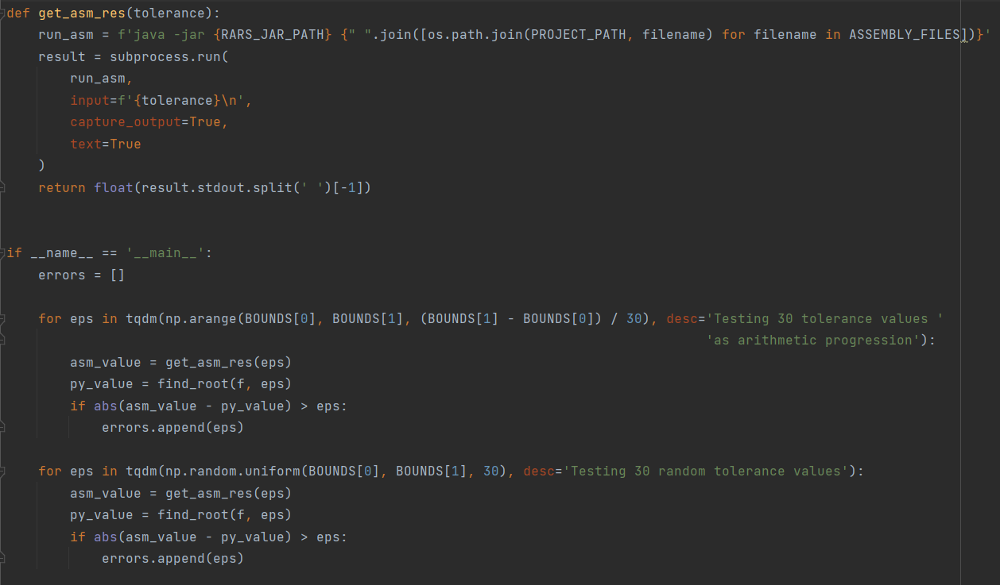 def get_asm_res(tolerance):
    run_asm = f'java -jar {RARS_JAR_PATH} {" ".join([os.path.join(PROJECT_PATH, filename) for filename in ASSEMBLY_FILES])}'
    result = subprocess.run(
        run_asm,
        input=f'{tolerance}\n',
        capture_output=True,
        text=True
    )
    return float(result.stdout.split(' ')[-1])
if __name__ == '__main__':
    errors = []
    for eps in tqdm(np.arange(BOUNDS[0], BOUNDS[1], (BOUNDS[1] - BOUNDS[0]) / 30), desc='Testing 30 tolerance values '
                                                                                        'as arithmetic progression'):
        asm_value = get_asm_res(eps)
        py_value = find_root(f, eps)
        if abs(asm_value - py_value) > eps:
            errors.append(eps)
    for eps in tqdm(np.random.uniform(BOUNDS[0], BOUNDS[1], 30), desc='Testing 30 random tolerance values'):
        asm_value = get_asm_res(eps)
        py_value = find_root(f, eps)
        if abs(asm_value - py_value) > eps:
            errors.append(eps)